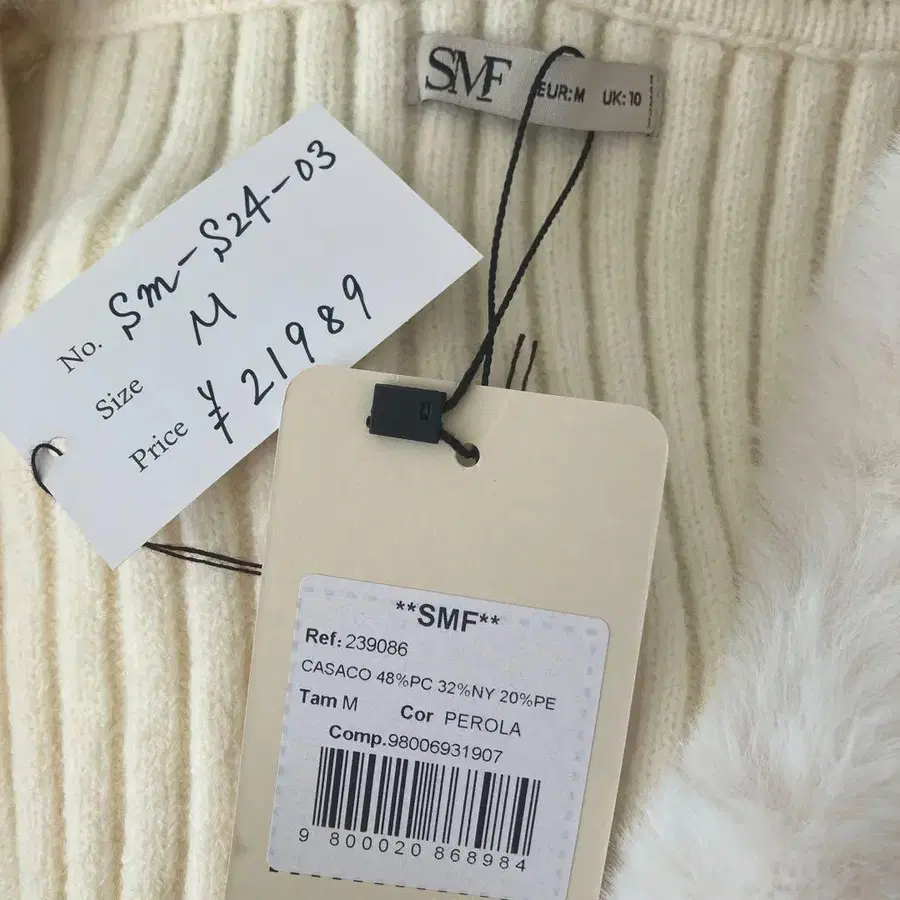 SMF
EUR:M UK:10
No. SM-S24-03
Size M
Price ¥21989
**SMF**
Ref:239086
CASACO 48%PC 32%NY 20%PE
Tam M Cor PEROLA
Comp.98006931907
9 800020 868984